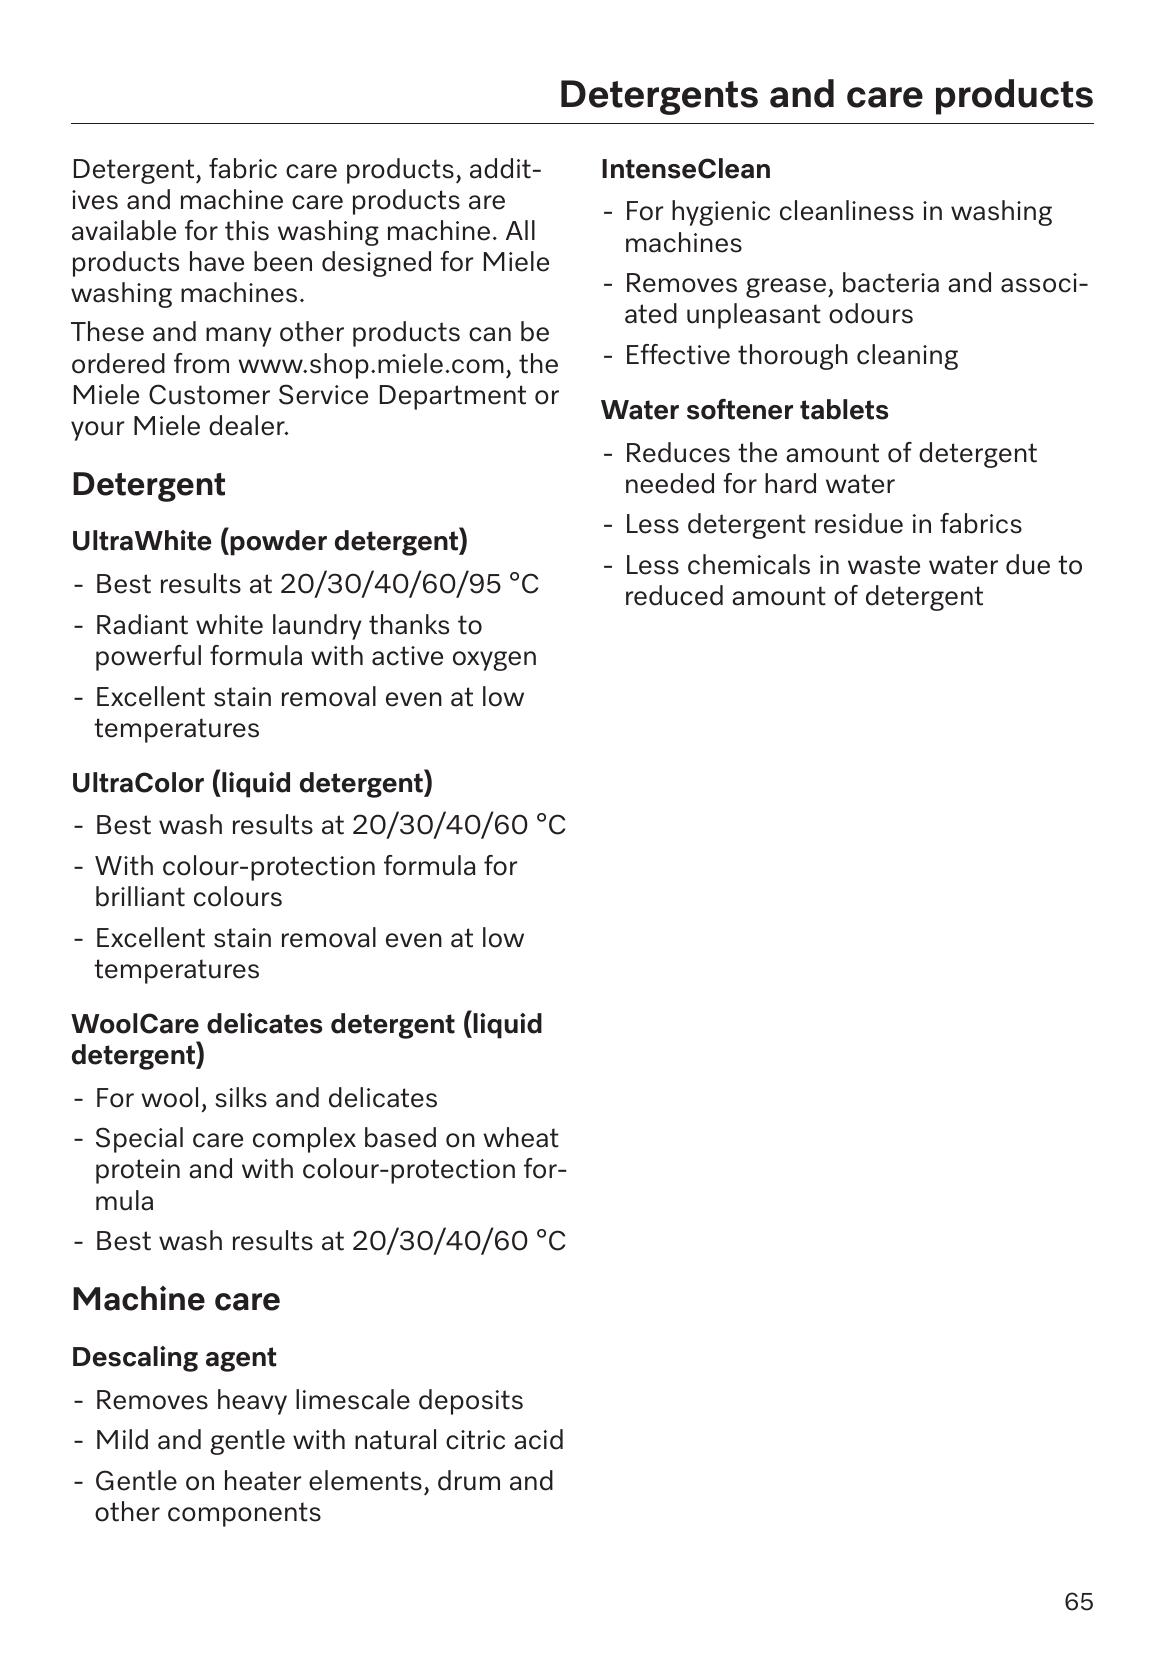 Detergents and care products
Detergent, fabric care products, addit-
ives and machine care products are
available for this washing machine. All
products have been designed for Miele
washing machines.
These and many other products can be
ordered from www.shop.miele.com, the
Miele Customer Service Department or
your Miele dealer.
Detergent
UltraWhite (powder detergent)
- Best results at 20/30/40/60/95 °C
- Radiant white laundry thanks to
powerful formula with active oxygen
- Excellent stain removal even at low
temperatures
UltraColor (liquid detergent)
- Best wash results at 20/30/40/60 °C
- With colour-protection formula for
brilliant colours
- Excellent stain removal even at low
temperatures
WoolCare delicates detergent (liquid
detergent)
- For wool, silks and delicates
- Special care complex based on wheat
protein and with colour-protection for-
mula
- Best wash results at 20/30/40/60 °C
Machine care
Descaling agent
- Removes heavy limescale deposits
- Mild and gentle with natural citric acid
- Gentle on heater elements, drum and
other components
IntenseClean
- For hygienic cleanliness in washing
machines
- Removes grease, bacteria and associ-
ated unpleasant odours
- Effective thorough cleaning
Water softener tablets
- Reduces the amount of detergent
needed for hard water
- Less detergent residue in fabrics
- Less chemicals in waste water due to
reduced amount of detergent
65